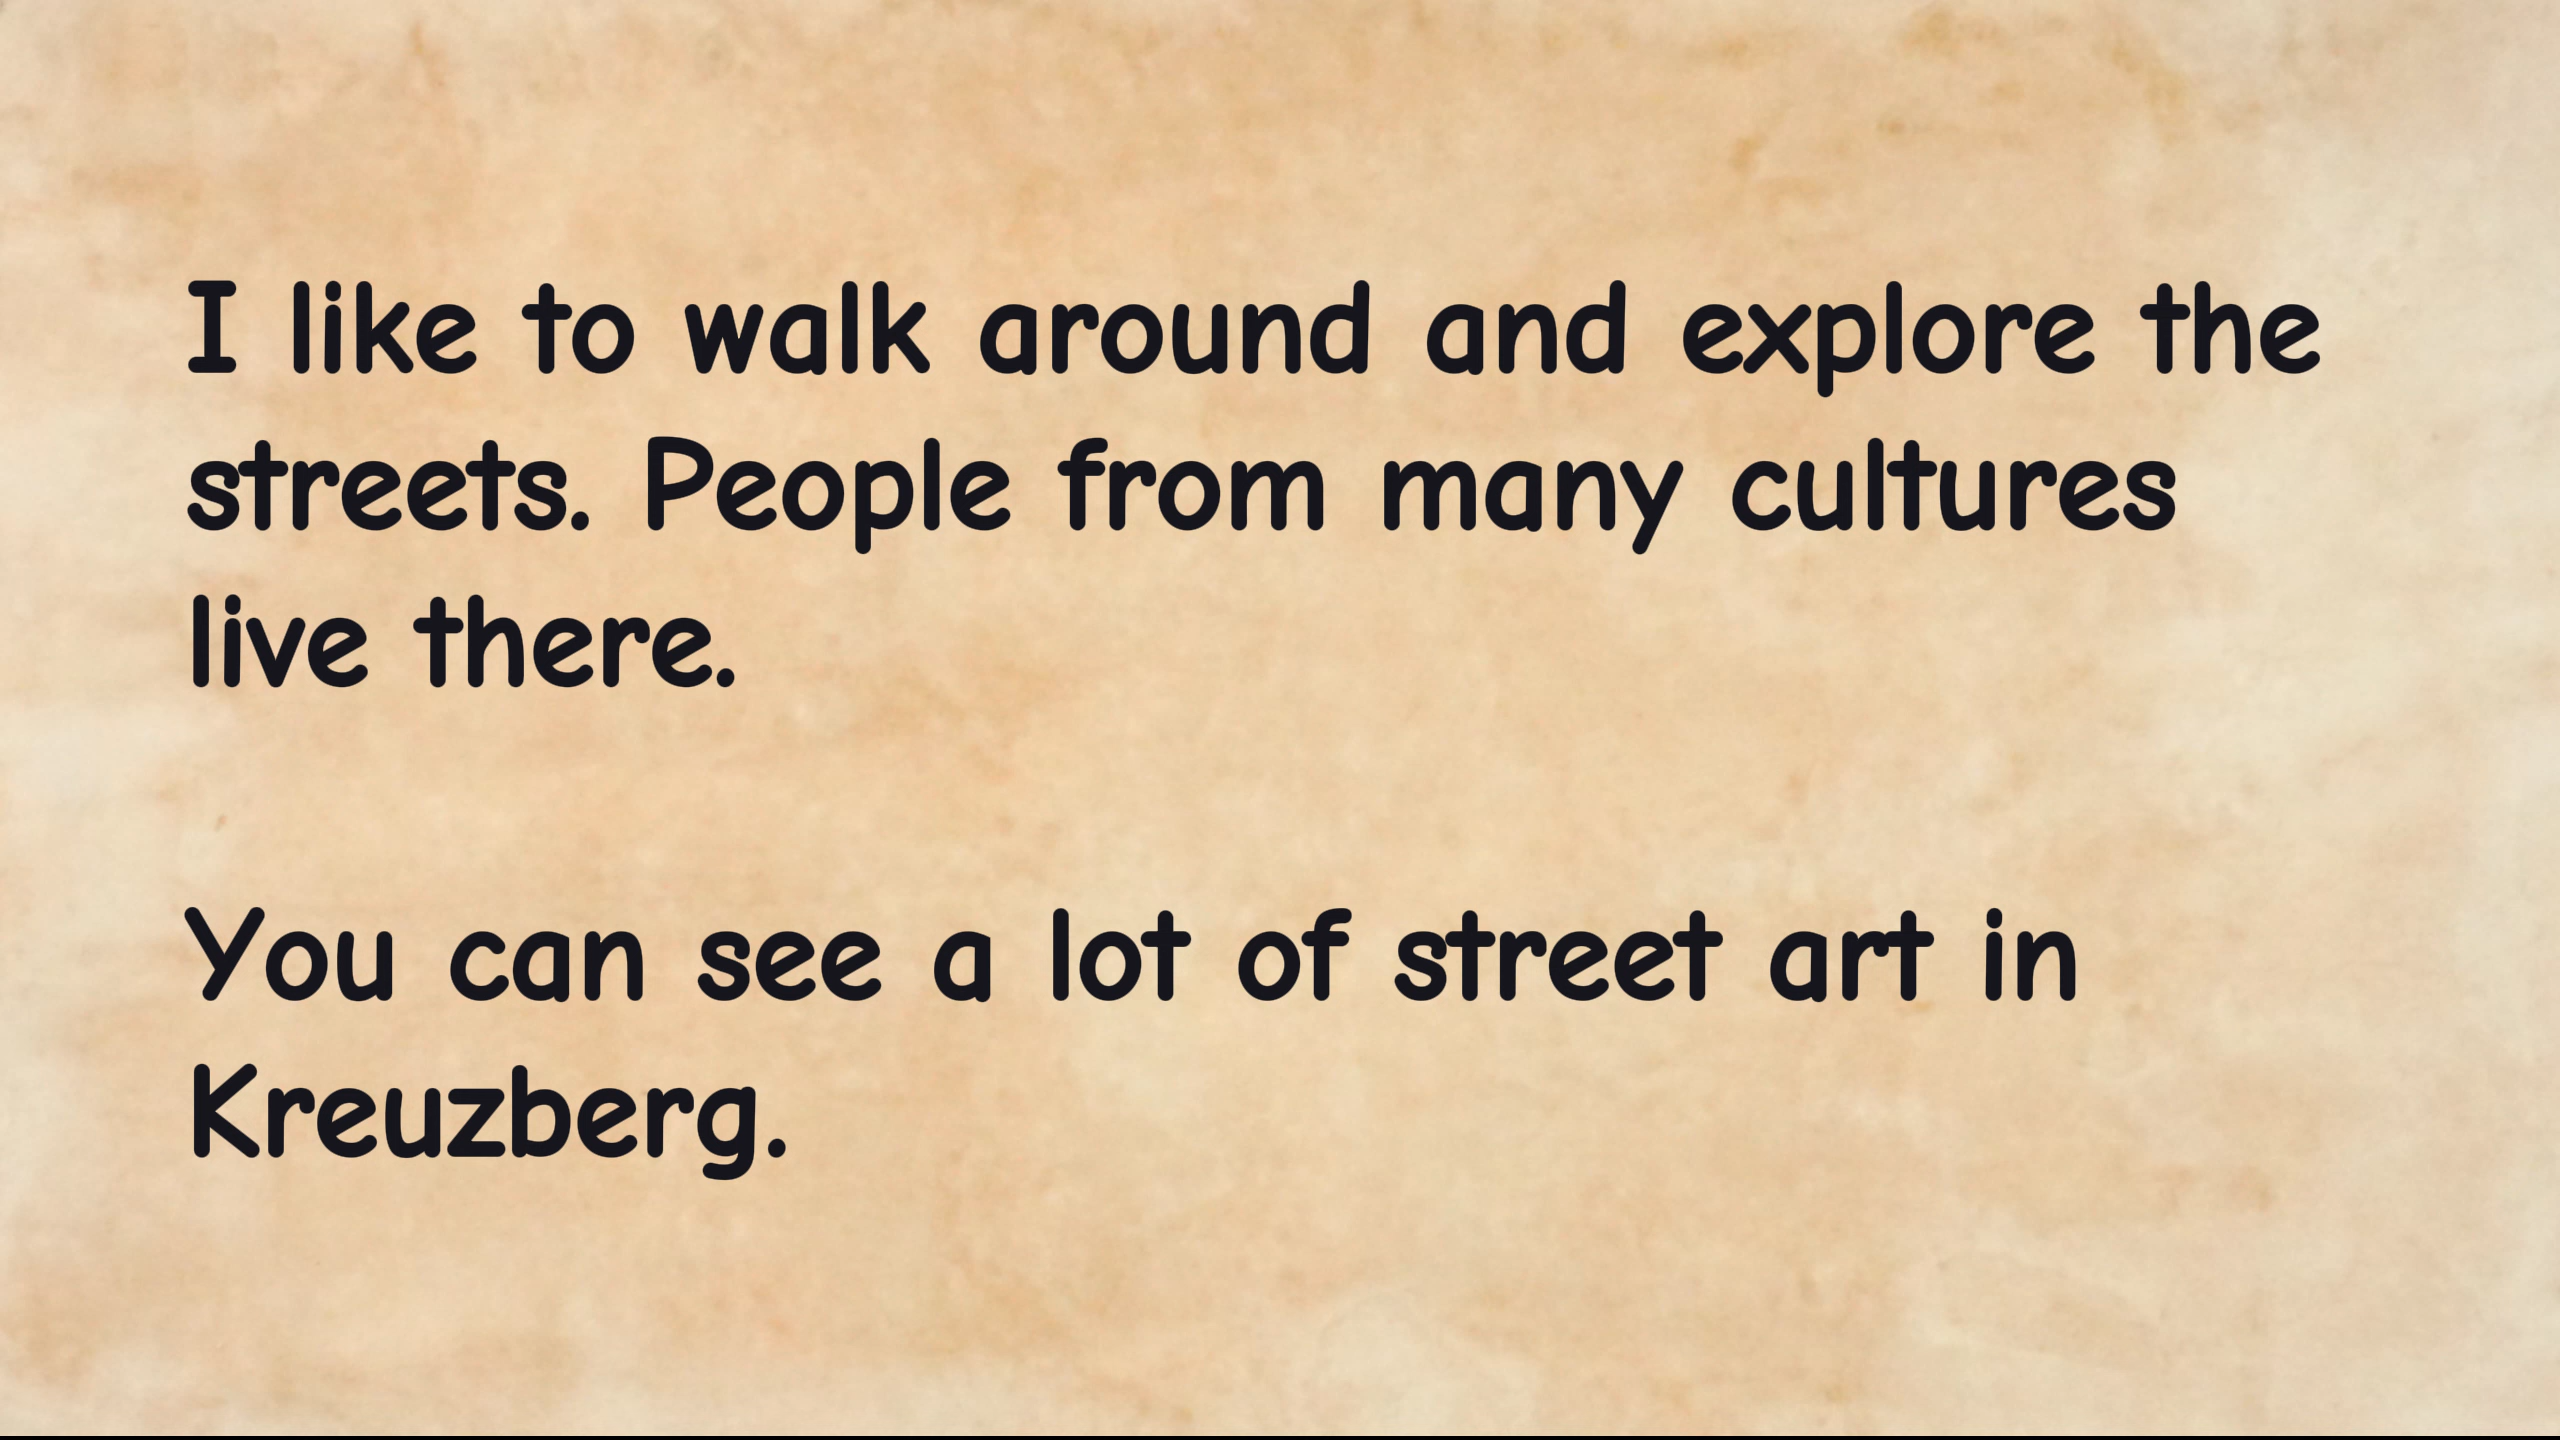 I like to walk around and explore the
streets. People from many cultures
live there.
You can see a lot of street art in
Kreuzberg.